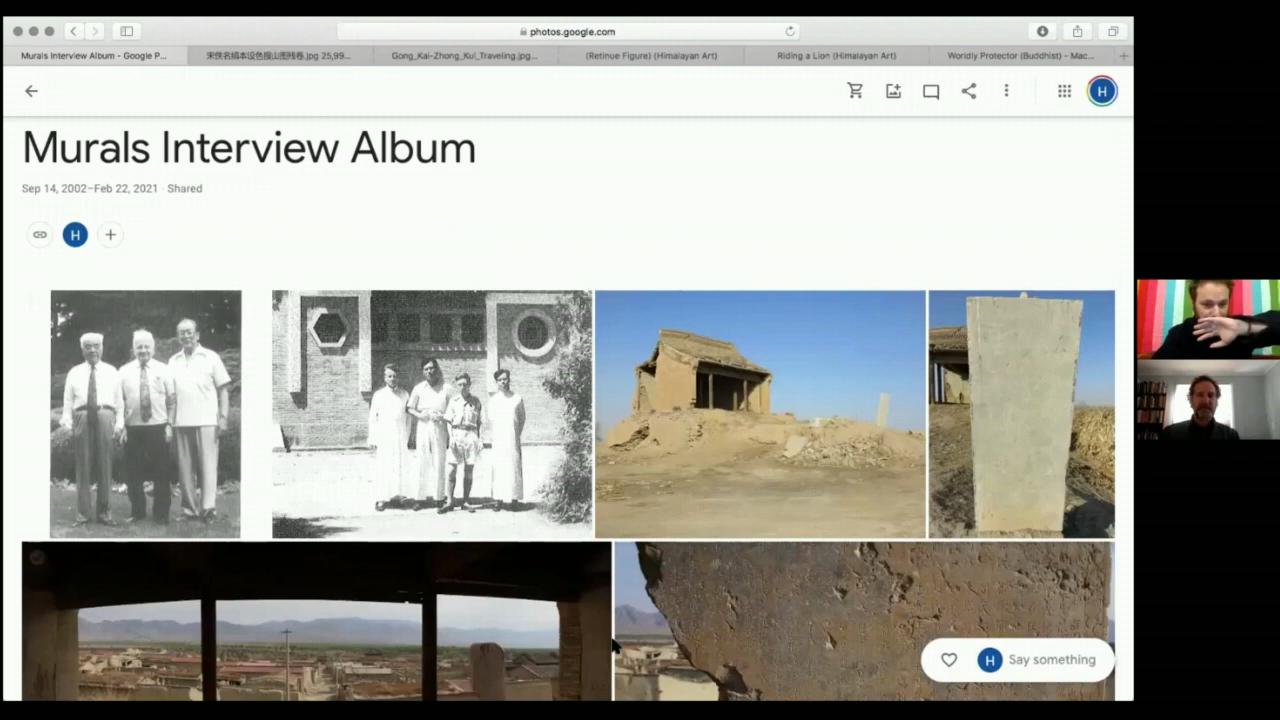 photos.google.com
Murals Interview Album - Google P...
宋佚名绢本设色搜山图残卷.jpg 25,99...
Gong_Kai-Zhong_Kui_Traveling.jpg...
(Retinue Figure) (Himalayan Art)
Riding a Lion (Himalayan Art)
Worldly Protector (Buddhist) - Mac...
H
Murals Interview Album
Sep 14, 2002–Feb 22, 2021 · Shared
H
H Say something